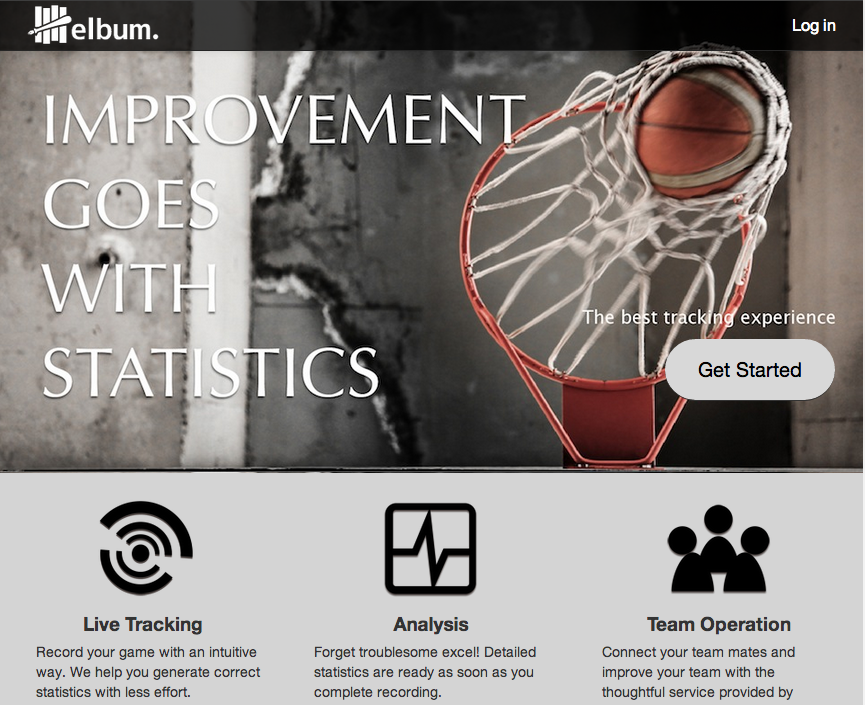 elbum.
Log in
IMPROVEMENT
GOES
WITH
STATISTICS
The best tracking experience
Get Started
Live Tracking
Record your game with an intuitive
way. We help you generate correct
statistics with less effort.
Analysis
Forget troublesome excel! Detailed
statistics are ready as soon as you
complete recording.
Team Operation
Connect your team mates and
improve your team with the
thoughtful service provided by